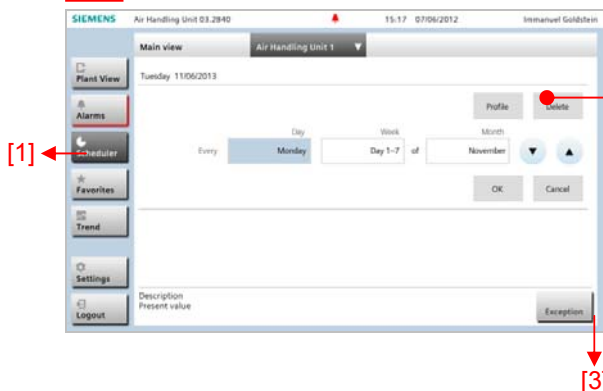 SIEMENS Air Handling Unit 03.2840 15:17 07/06/2012 Immanuel Goldstein
Main view Air Handling Unit 1
Tuesday 11/06/2013
Plant View
Alarms
Scheduler
Favorites
Trend
Settings
Logout
Profile Delete
Day Week Month
Every Monday Day 1-7 of November
OK Cancel
Description
Present value
Exception
[1]
[3]